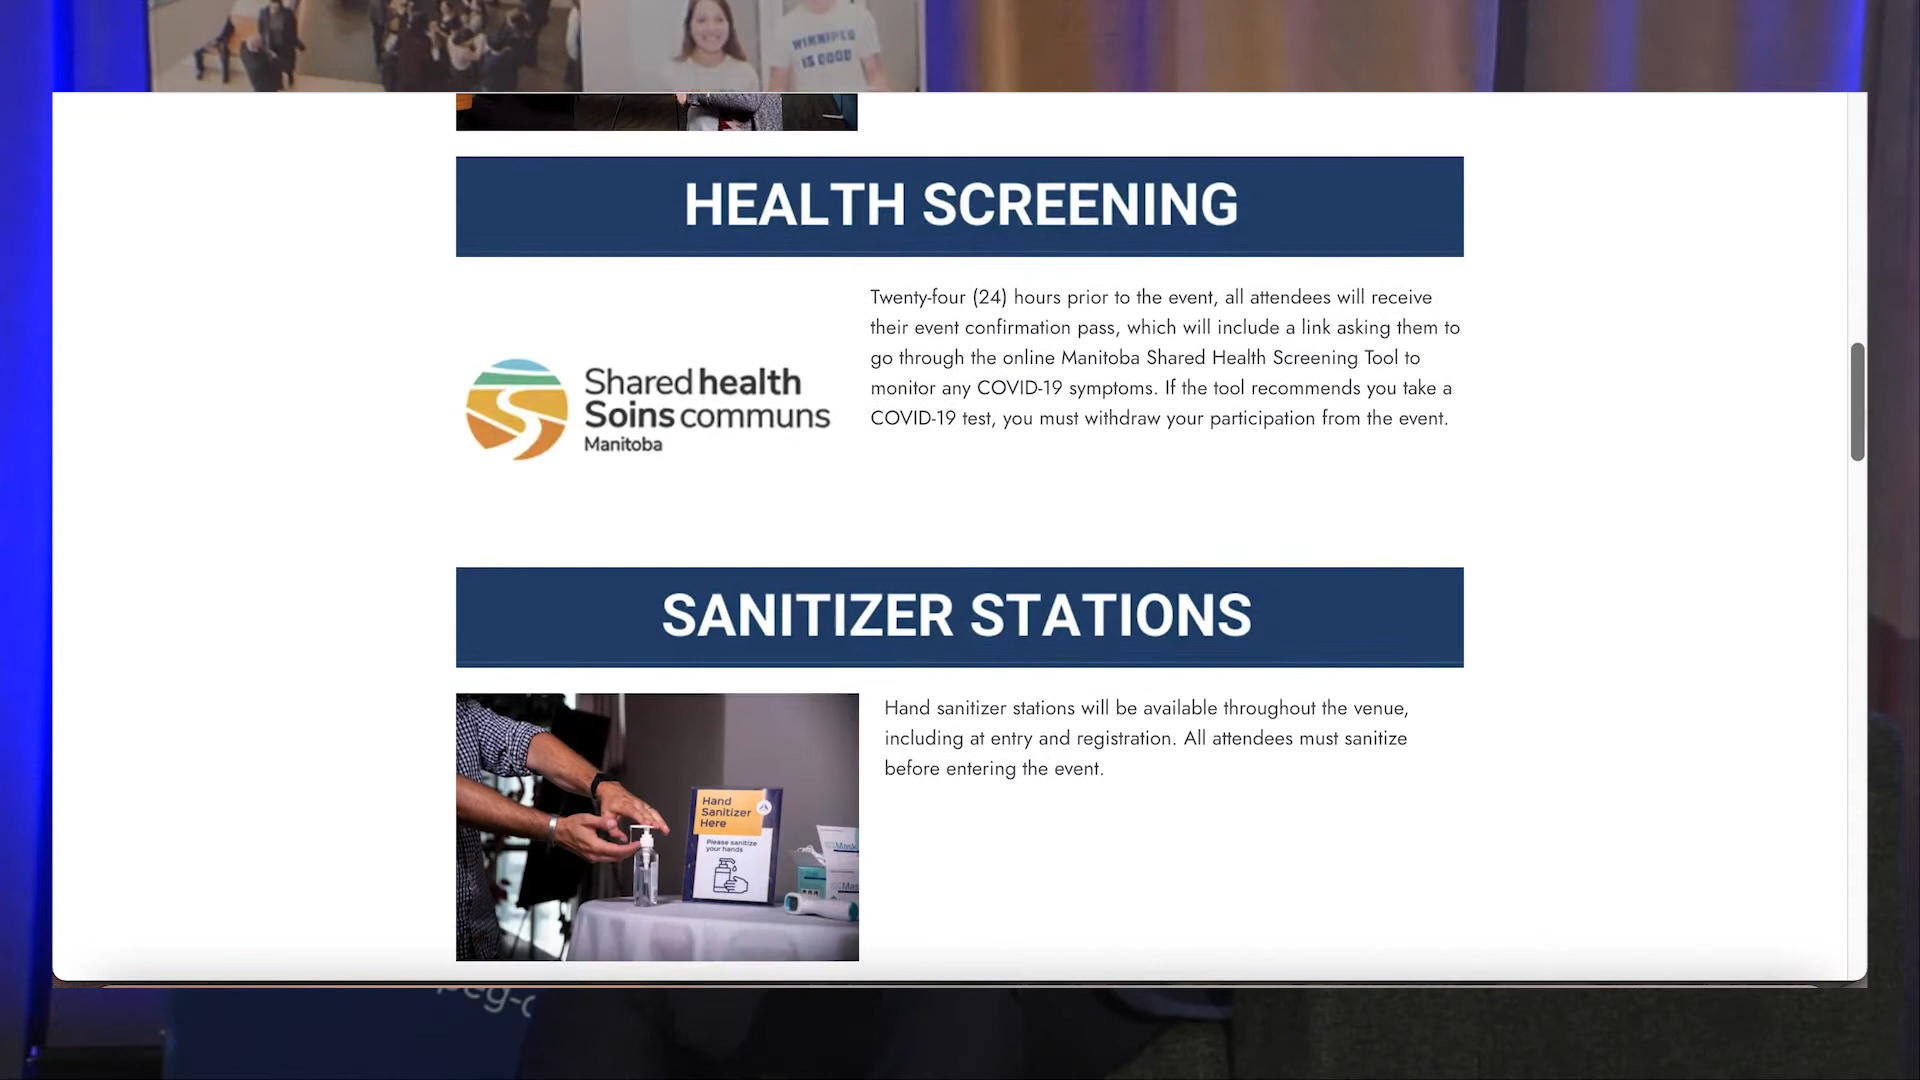 WINNIPEG
IS GOOD
HEALTH SCREENING
Twenty-four (24) hours prior to the event, all attendees will receive
their event confirmation pass, which will include a link asking them to
go through the online Manitoba Shared Health Screening Tool to
monitor any COVID-19 symptoms. If the tool recommends you take a
COVID-19 test, you must withdraw your participation from the event.
Shared health
Soins communs
Manitoba
SANITIZER STATIONS
Hand sanitizer stations will be available throughout the venue,
including at entry and registration. All attendees must sanitize
before entering the event.
Hand
Sanitizer
Here
Please sanitize
your hands
Mask